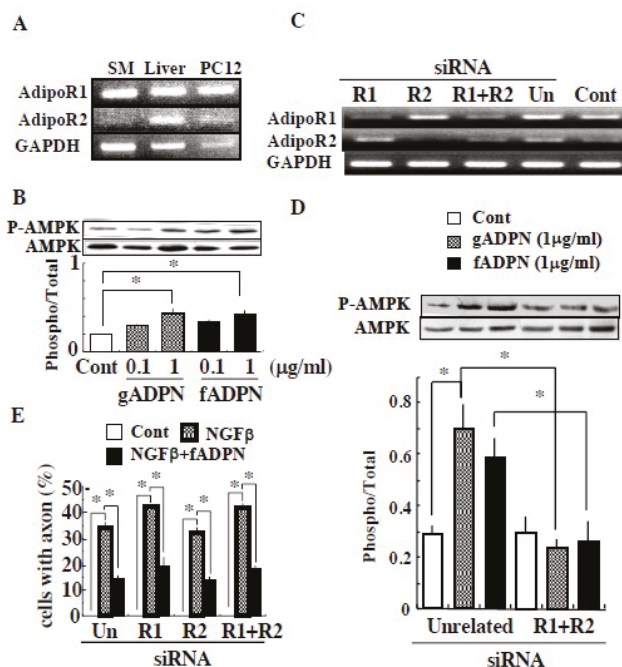 A
SM Liver PC12
AdipoR1
AdipoR2
GAPDH
B
P-AMPK
AMPK
Phospho/Total
1
0
*
*
Cont 0.1 1 0.1 1 (μg/ml)
gADPN fADPN
C
siRNA
R1 R2 R1+R2 Un Cont
AdipoR1
AdipoR2
GAPDH
D
Cont
gADPN (1μg/ml)
fADPN (1μg/ml)
P-AMPK
AMPK
Phospho/Total
0.8
0.6
0.4
0.2
0.0
*
*
*
Unrelated R1+R2
siRNA
E
Cont NGFβ
NGFβ+fADPN
cells with axon (%)
50
40
30
20
10
0
* *
* *
* *
* *
Un R1 R2 R1+R2
siRNA